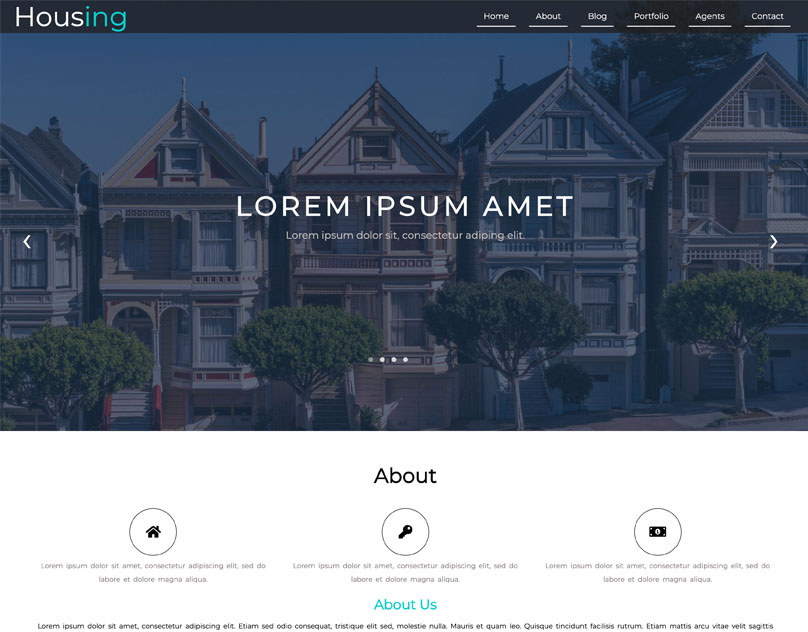 Housing
Home About Blog Portfolio Agents Contact
LOREM IPSUM AMET
Lorem ipsum dolor sit, consectetur adiping elit.
About
Lorem ipsum dolor sit amet, consectetur adipiscing elit, sed do
labore et dolore magna aliqua.
Lorem ipsum dolor sit amet, consectetur adipiscing elit, sed do
labore et dolore magna aliqua.
Lorem ipsum dolor sit amet, consectetur adipiscing elit, sed do
labore et dolore magna aliqua.
About Us
Lorem ipsum dolor sit amet, consectetur adipiscing elit. Etiam sed odio consequat, tristique elit sed, molestie nulla. Mauris et quam leo. Quisque tincidunt facilisis rutrum. Etiam mattis arcu vitae velit sagittis